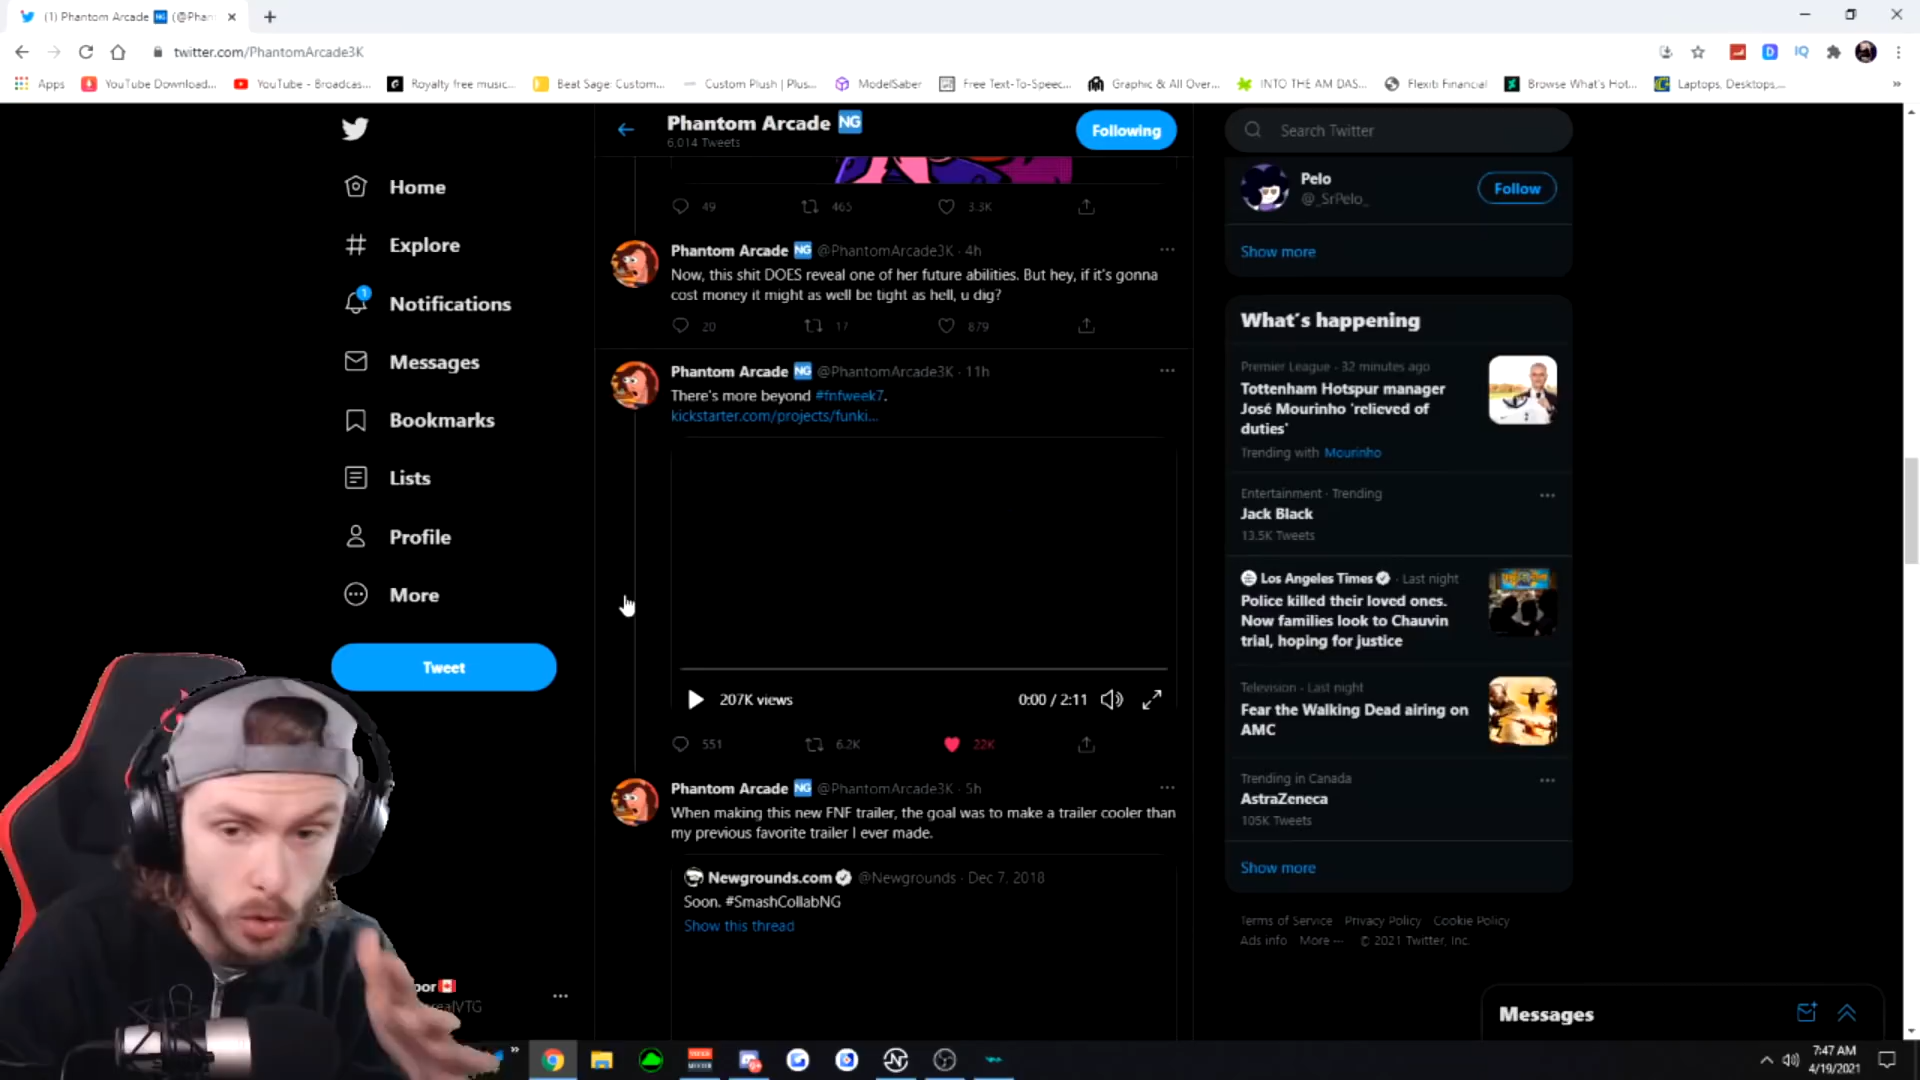 (1) Phantom Arcade NG (@Phan
twitter.com/PhantomArcade3K
Apps
YouTube Download...
YouTube - Broadcas...
Royalty free music...
Beat Sage: Custom...
Custom Plush | Plus...
ModelSaber
Free Text-To-Speec...
Graphic & All Over...
INTO THE AM DAS...
Flexiti Financial
Browse What's Hot...
Laptops, Desktops,...
Home
Explore
1
Notifications
Messages
Bookmarks
Lists
Profile
More
Tweet
Phantom Arcade NG
6,014 Tweets
Following
49 465 3.3K
Phantom Arcade NG @PhantomArcade3K · 4h
Now, this shit DOES reveal one of her future abilities. But hey, if it's gonna
cost money it might as well be tight as hell, u dig?
20 17 879
Phantom Arcade NG @PhantomArcade3K · 11h
There's more beyond #fnfweek7.
kickstarter.com/projects/funki...
207K views
0:00 / 2:11
551 6.2K 22K
Phantom Arcade NG @PhantomArcade3K · 5h
When making this new FNF trailer, the goal was to make a trailer cooler than
my previous favorite trailer I ever made.
Newgrounds.com @Newgrounds · Dec 7, 2018
Soon. #SmashCollabNG
Show this thread
Search Twitter
Pelo
@_SrPelo_
Follow
Show more
What's happening
Premier League · 32 minutes ago
Tottenham Hotspur manager
José Mourinho 'relieved of
duties'
Trending with Mourinho
Entertainment · Trending
Jack Black
13.5K Tweets
Los Angeles Times · Last night
Police killed their loved ones.
Now families look to Chauvin
trial, hoping for justice
Television · Last night
Fear the Walking Dead airing on
AMC
Trending in Canada
AstraZeneca
105K Tweets
Show more
Terms of Service Privacy Policy Cookie Policy
Ads info More ··· © 2021 Twitter, Inc.
Messages
7:47 AM
4/19/2021